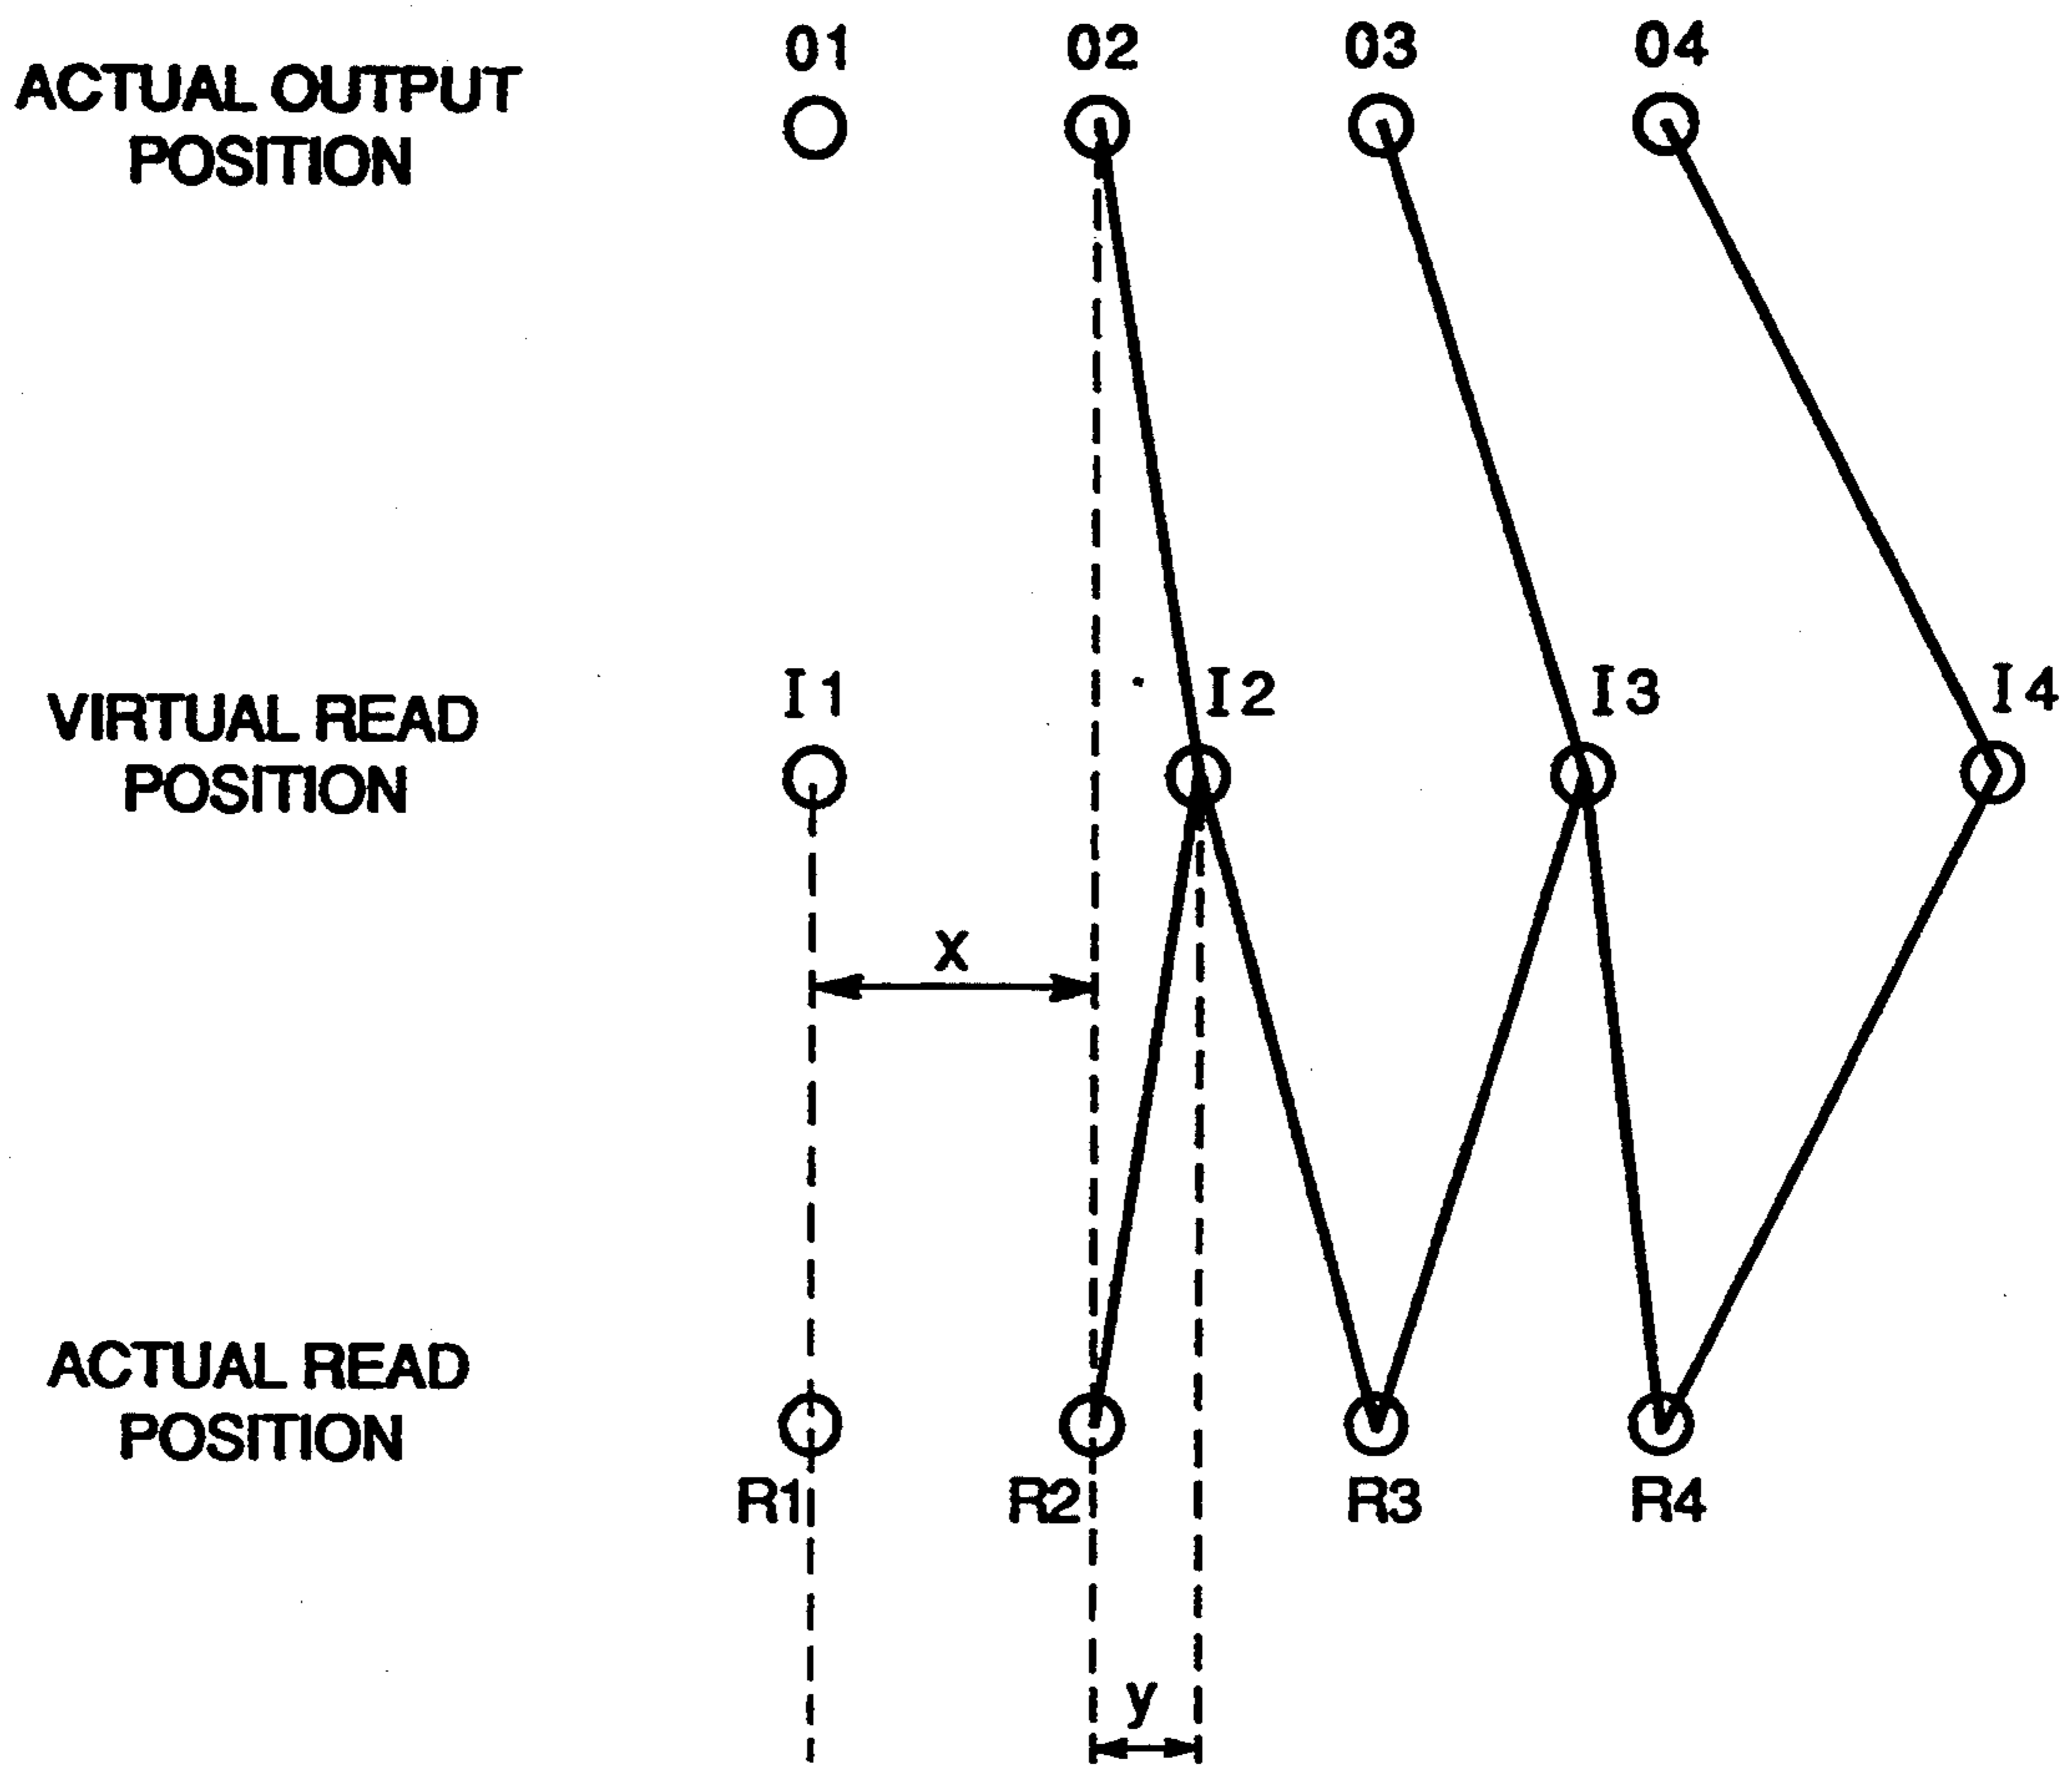 01 02 03 04
ACTUAL OUTPUT
POSITION
I1 I2 I3 I4
VIRTUAL READ
POSITION
X
ACTUAL READ
POSITION
R1 R2 R3 R4
y